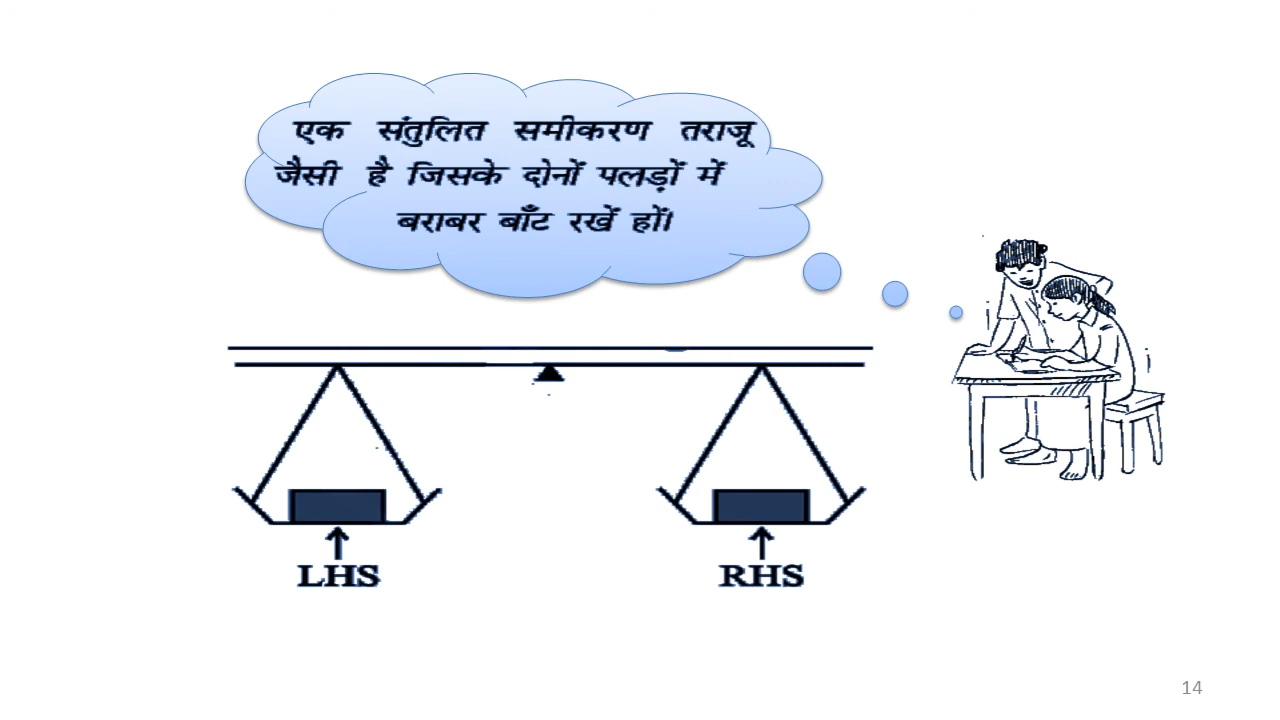 एक संतुलित समीकरण तराजू
जैसी है जिसके दोनों पलड़ों में
बराबर बाँट रखें हों।
LHS
RHS
14